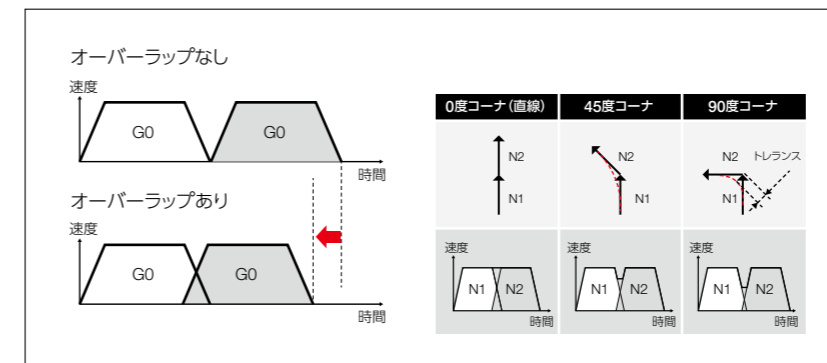 オーバーラップなし
速度
G0
G0
時間
オーバーラップあり
速度
G0
G0
時間
0度コーナ(直線)
45度コーナ
90度コーナ
N2
N1
N2
N1
N2
トレランス
N1
速度
N1
N2
時間
速度
N1
N2
時間
速度
N1
N2
時間